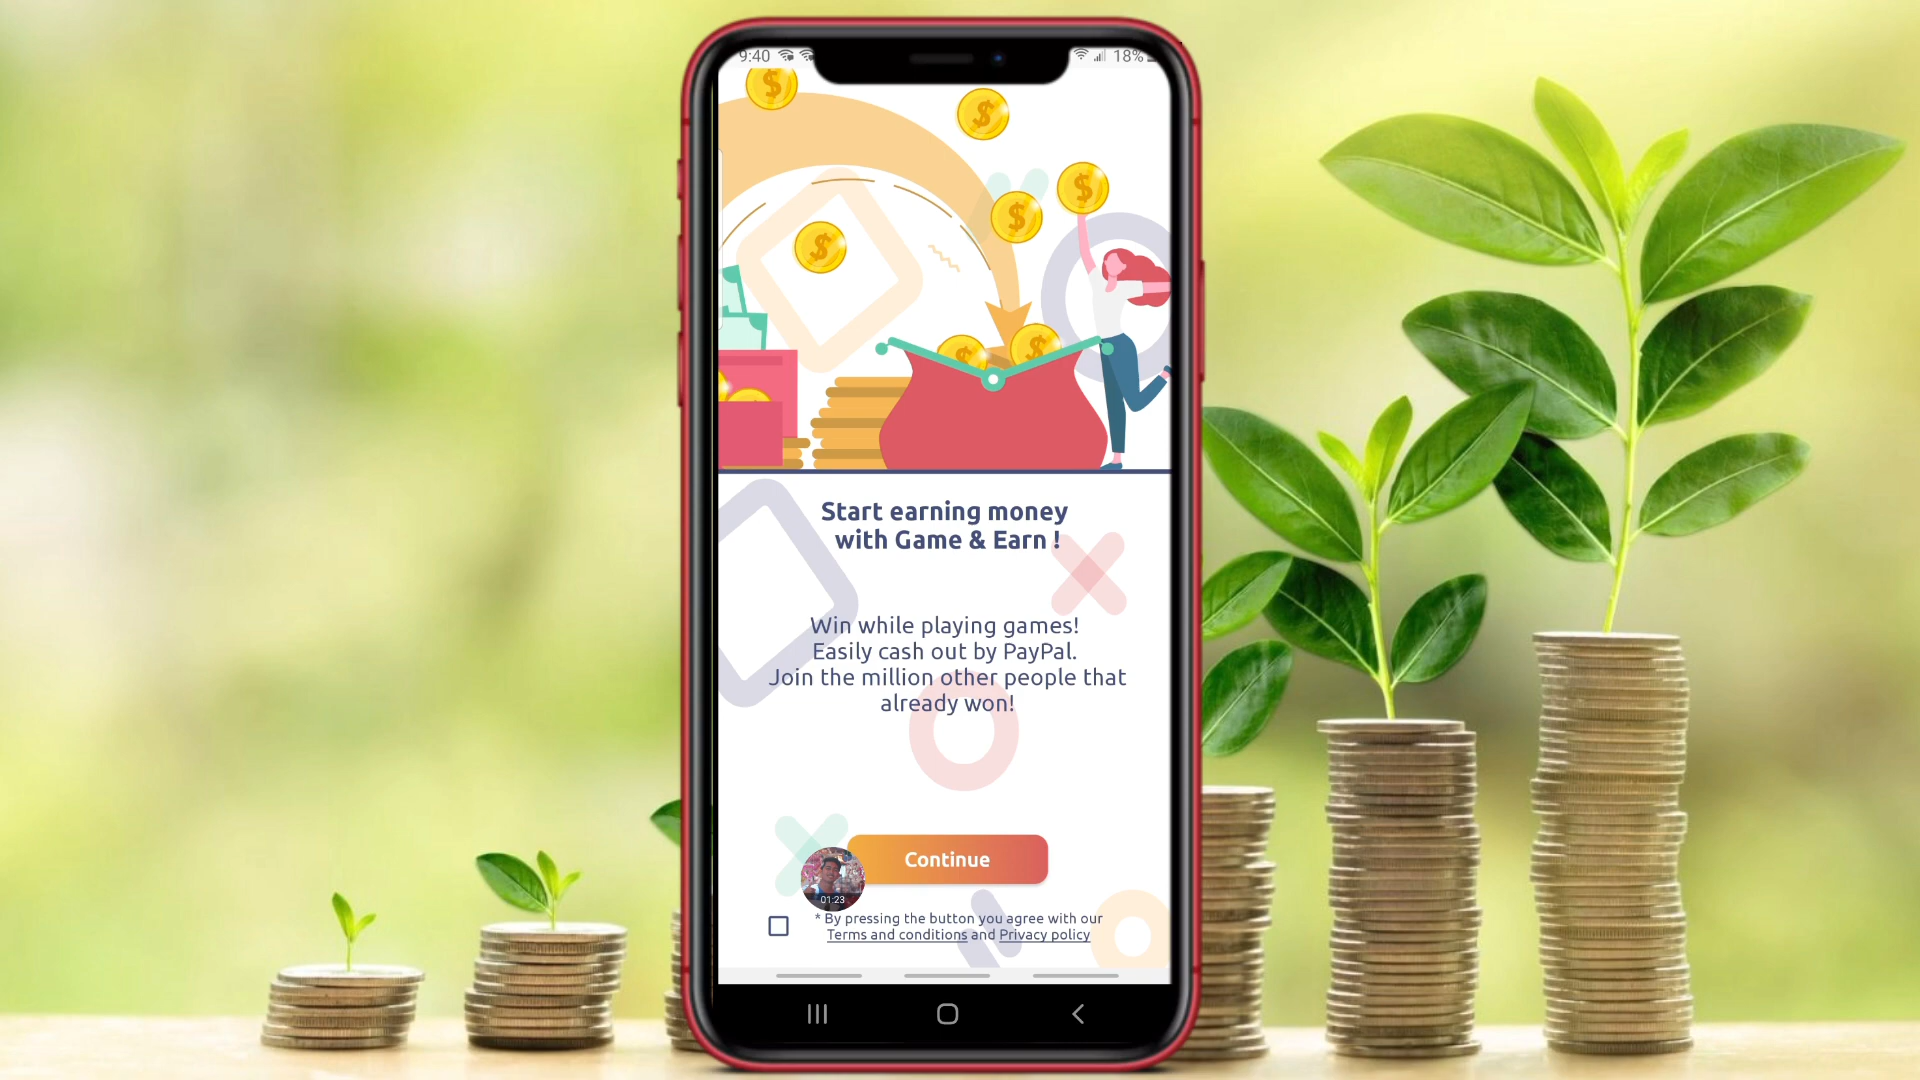 9:40 18%
Start earning money
with Game & Earn !
Win while playing games!
Easily cash out by PayPal.
Join the million other people that
already won!
Continue
01:23
* By pressing the button you agree with our
Terms and conditions and Privacy policy